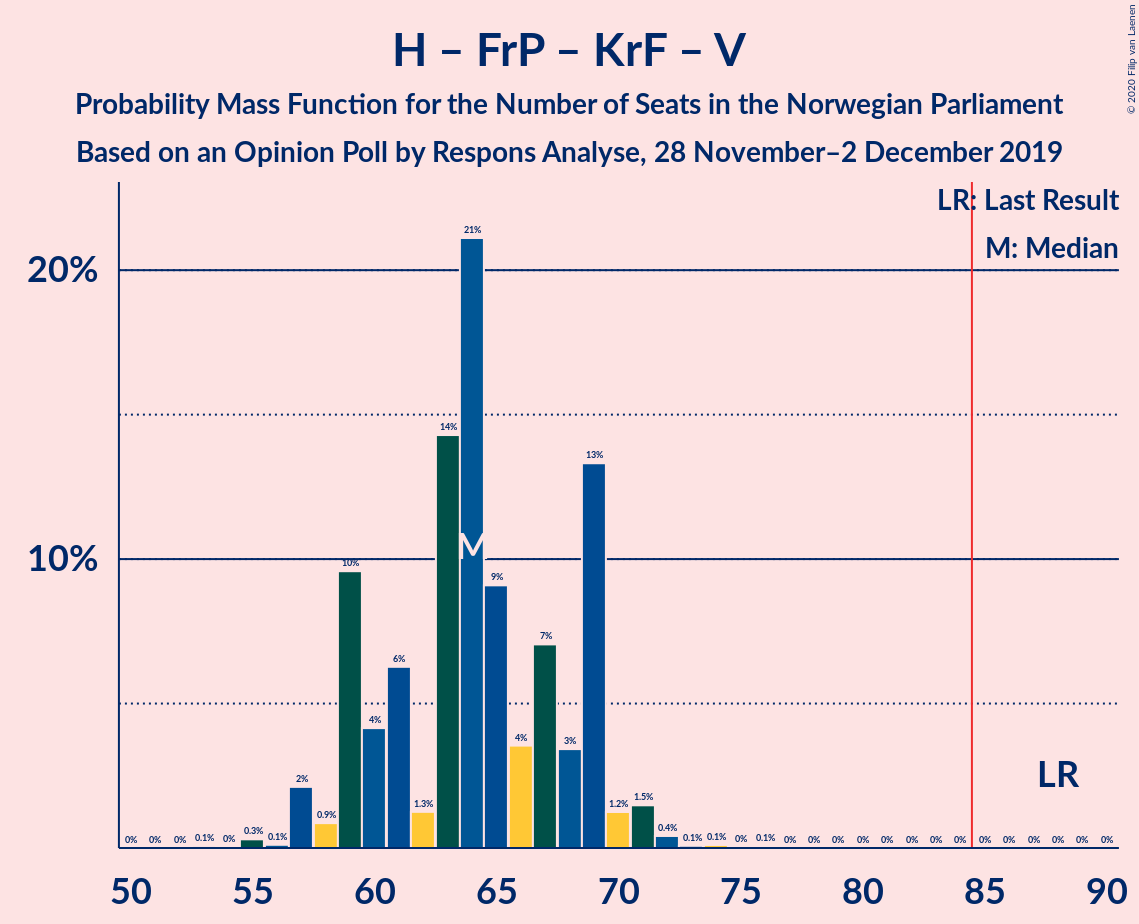 H – FrP – KrF – V
Probability Mass Function for the Number of Seats in the Norwegian Parliament
Based on an Opinion Poll by Respons Analyse, 28 November–2 December 2019
© 2020 Filip van Laenen
LR: Last Result
M: Median
20%
10%
0% 0% 0% 0.1% 0% 0.3% 0.1% 2% 0.9% 10% 4% 6% 1.3% 14% 21% 9% 4% 7% 3% 13% 1.2% 1.5% 0.4% 0.1% 0.1% 0% 0.1% 0% 0% 0% 0% 0% 0% 0% 0% 0% 0% 0% 0% 0% 0%
M
LR
50 55 60 65 70 75 80 85 90